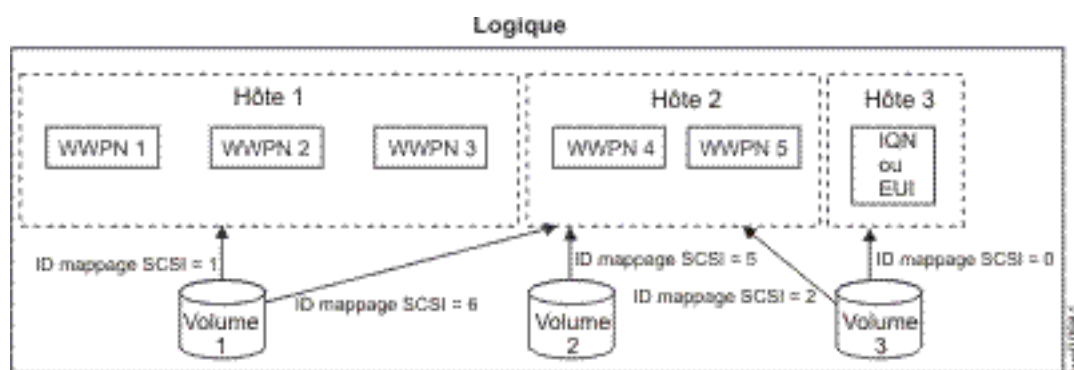 Logique
Hôte 1
Hôte 2
Hôte 3
WWPN 1
WWPN 2
WWPN 3
WWPN 4
WWPN 5
IQN
ou
EUI
ID mappage SCSI = 1
ID mappage SCSI = 6
ID mappage SCSI = 5
ID mappage SCSI = 2
ID mappage SCSI = 0
Volume
1
Volume
2
Volume
3